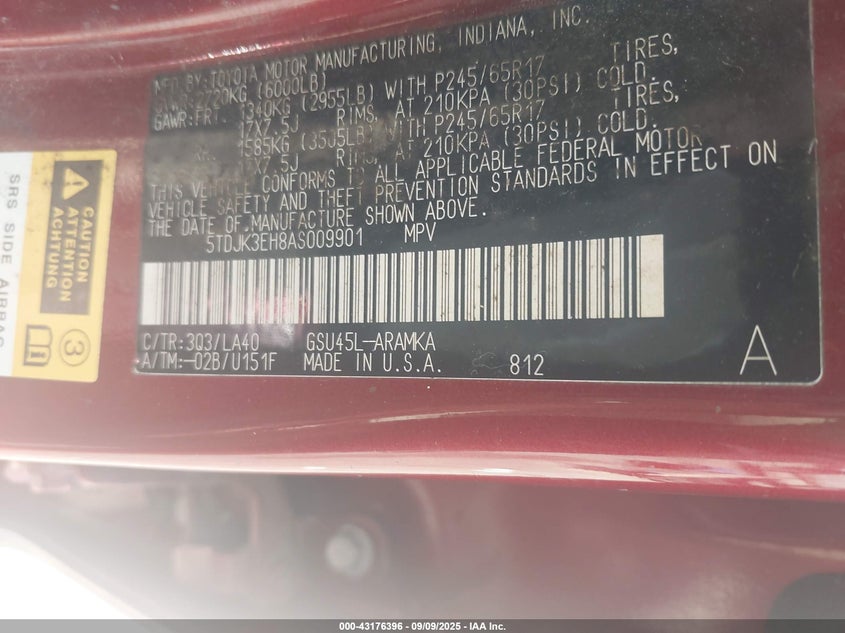 MFD.BY:TOYOTA MOTOR MANUFACTURING, INDIANA, INC.
GVWR:2720KG (6000LB)
GAWR:FRT. 1340KG (2955LB) WITH P245/65R17 TIRES,
17X7.5J RIMS, AT 210KPA (30PSI) COLD.
RR. 1585KG (3505LB) WITH P245/65R17 TIRES,
17X7.5J RIMS, AT 210KPA (30PSI) COLD.
THIS VEHICLE CONFORMS TO ALL APPLICABLE FEDERAL MOTOR
VEHICLE SAFETY AND THEFT PREVENTION STANDARDS IN EFFECT ON
THE DATE OF MANUFACTURE SHOWN ABOVE.
5TDJK3EH8AS009901 MPV
C/TR:3Q3/LA40 GSU45L-ARAMKA
A/TM:-02B/U151F MADE IN U.S.A. 812 A
CAUTION
ATTENTION
ACHTUNG
3
SRS SIDE AIRBAG
000-43176396 - 09/09/2025 - IAA Inc.